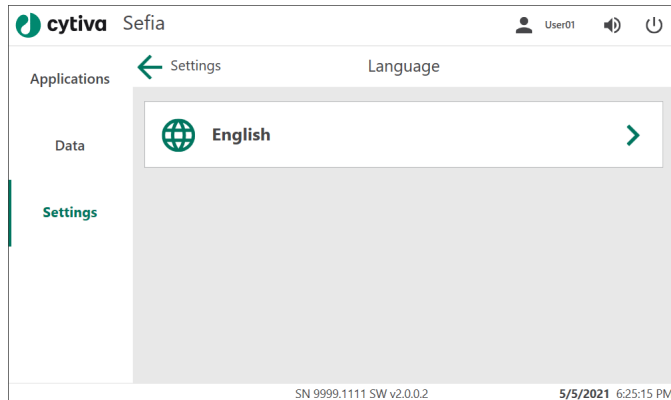 cytiva Sefia User01
Applications
Settings Language
English
Data
Settings
SN 9999.1111 SW v2.0.0.2 5/5/2021 6:25:15 PM